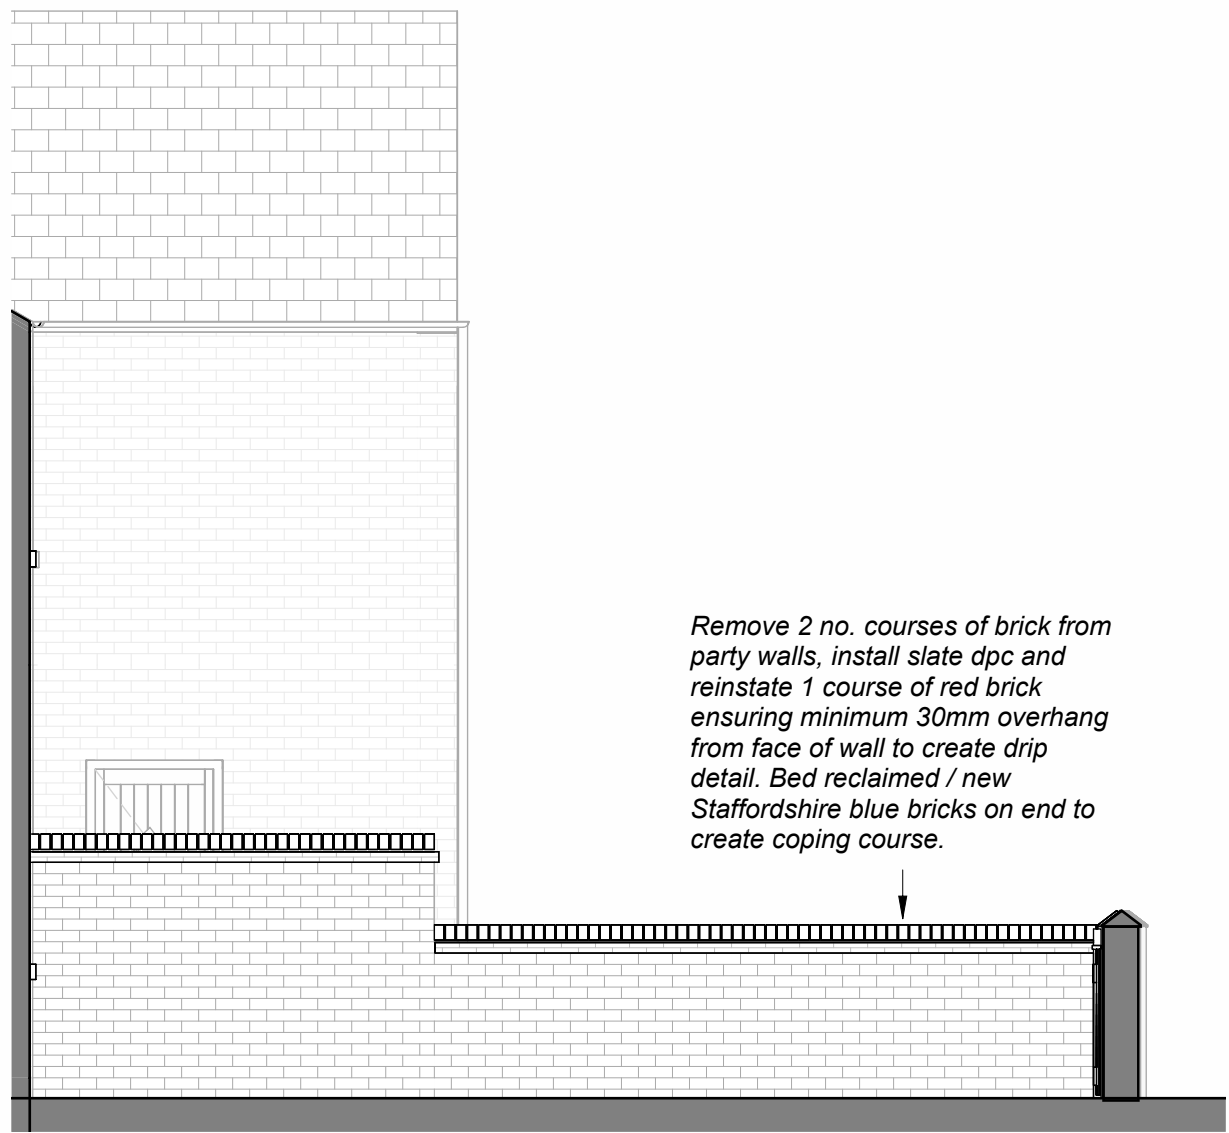 Remove 2 no. courses of brick from
party walls, install slate dpc and
reinstate 1 course of red brick
ensuring minimum 30mm overhang
from face of wall to create drip
detail. Bed reclaimed / new
Staffordshire blue bricks on end to
create coping course.